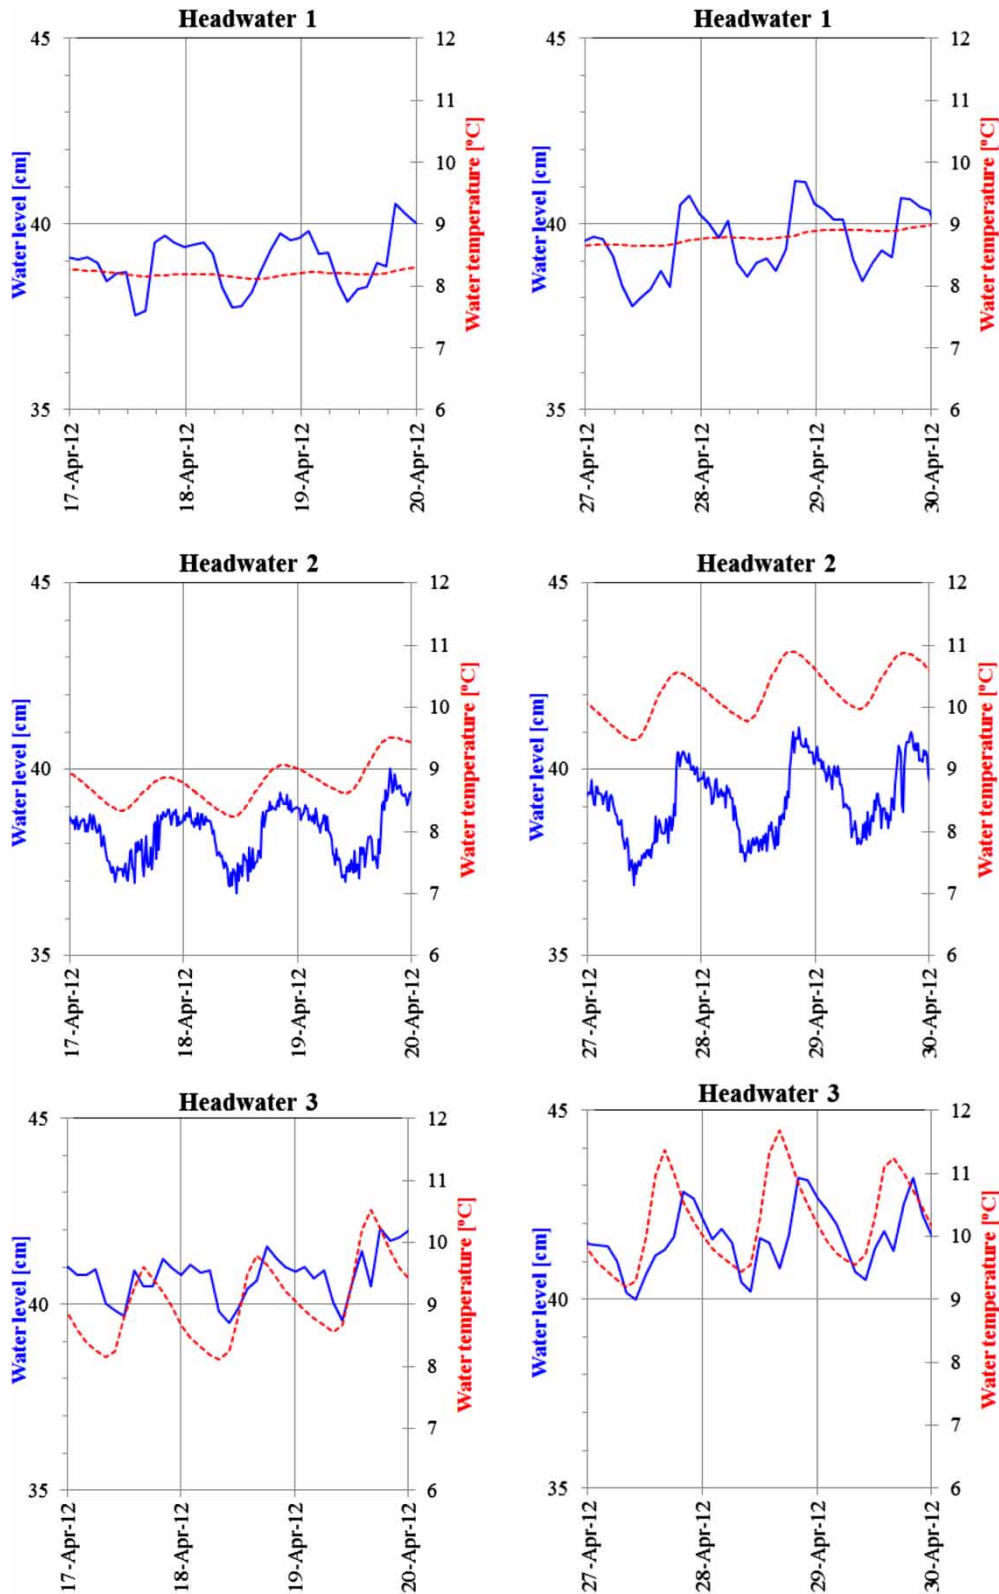 Headwater 1
45
40
35
Water level [cm]
12
11
10
9
8
7
6
Water temperature [ºC]
17-Apr-12
18-Apr-12
19-Apr-12
20-Apr-12
Headwater 1
45
40
35
Water level [cm]
12
11
10
9
8
7
6
Water temperature [ºC]
27-Apr-12
28-Apr-12
29-Apr-12
30-Apr-12
Headwater 2
45
40
35
Water level [cm]
12
11
10
9
8
7
6
Water temperature [ºC]
17-Apr-12
18-Apr-12
19-Apr-12
20-Apr-12
Headwater 2
45
40
35
Water level [cm]
12
11
10
9
8
7
6
Water temperature [ºC]
27-Apr-12
28-Apr-12
29-Apr-12
30-Apr-12
Headwater 3
45
40
35
Water level [cm]
12
11
10
9
8
7
6
Water temperature [ºC]
17-Apr-12
18-Apr-12
19-Apr-12
20-Apr-12
Headwater 3
45
40
35
Water level [cm]
12
11
10
9
8
7
6
Water temperature [ºC]
27-Apr-12
28-Apr-12
29-Apr-12
30-Apr-12